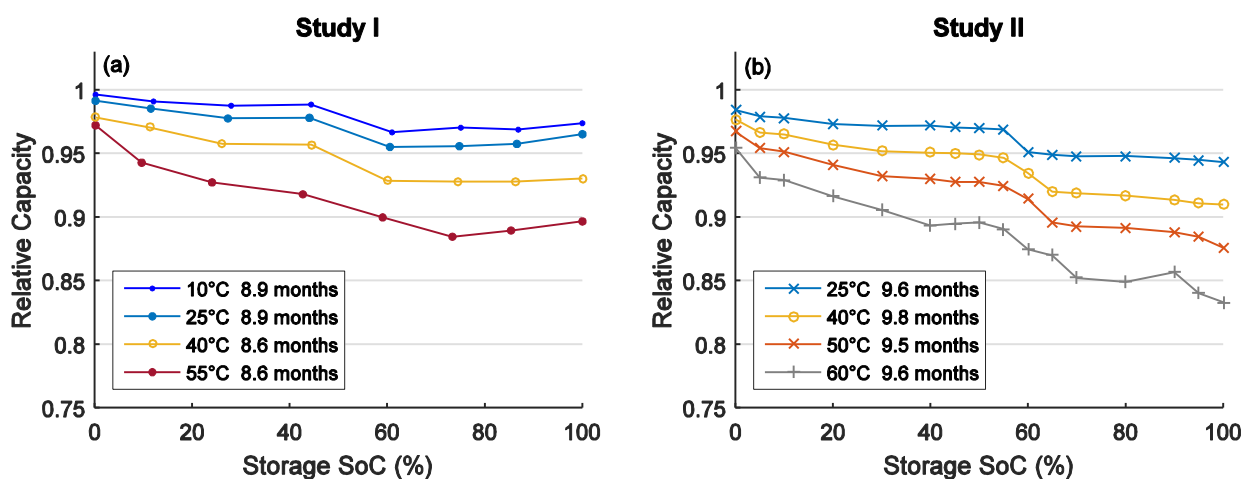 Study I
(a)
1
0.95
0.9
0.85
0.8
0.75
Relative Capacity
10°C 8.9 months
25°C 8.9 months
40°C 8.6 months
55°C 8.6 months
0 20 40 60 80 100
Storage SoC (%)
Study II
(b)
1
0.95
0.9
0.85
0.8
0.75
Relative Capacity
25°C 9.6 months
40°C 9.8 months
50°C 9.5 months
60°C 9.6 months
0 20 40 60 80 100
Storage SoC (%)